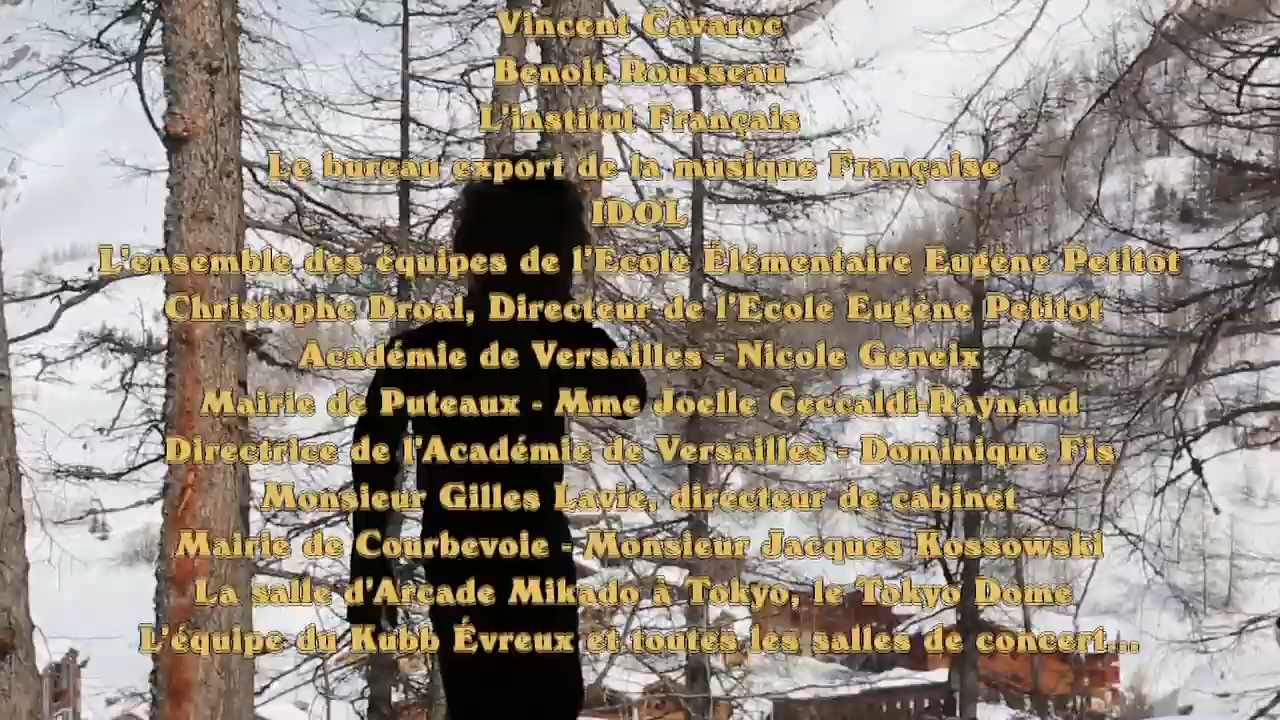 Vincent Cavaroc
Benoit Rousseau
L'institut Français
Le bureau export de la musique Française
IDOL
L'ensemble des équipes de l'Ecole Élémentaire Eugène Petitot
Christophe Droal, Directeur de l'Ecole Eugène Petitot
Académie de Versailles - Nicole Geneix
Mairie de Puteaux - Mme Joelle Ceccaldi-Raynaud
Directrice de l'Académie de Versailles - Dominique Fis
Monsieur Gilles Lavie, directeur de cabinet
Mairie de Courbevoie - Monsieur Jacques Kossowski
La salle d'Arcade Mikado à Tokyo, le Tokyo Dome
L'équipe du Kubb Évreux et toutes les salles de concert...